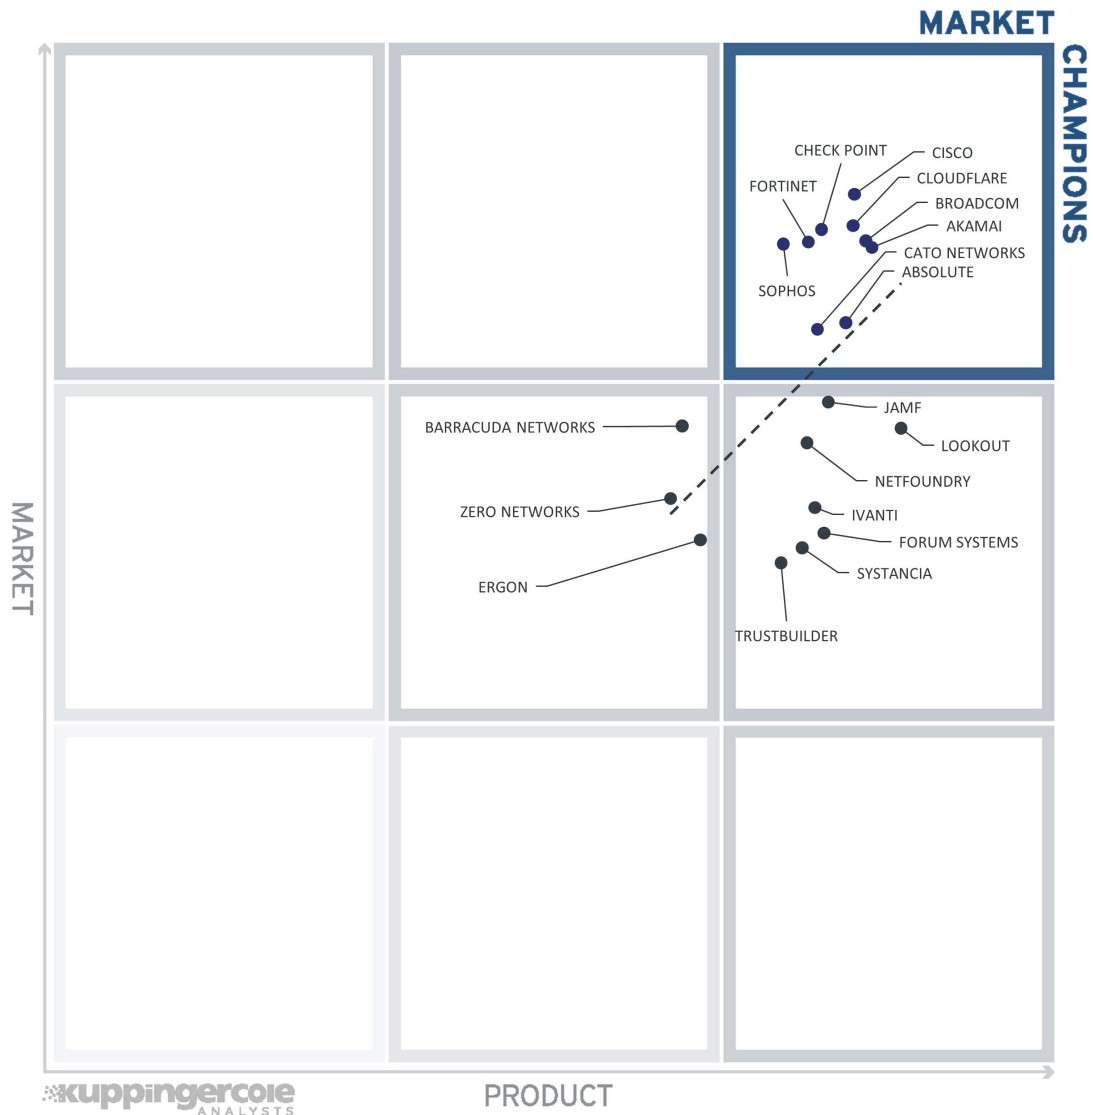 MARKET
CHAMPIONS
CHECK POINT
CISCO
CLOUDFLARE
FORTINET
BROADCOM
AKAMAI
CATO NETWORKS
ABSOLUTE
SOPHOS
JAMF
BARRACUDA NETWORKS
LOOKOUT
NETFOUNDRY
ZERO NETWORKS
IVANTI
FORUM SYSTEMS
SYSTANCIA
ERGON
TRUSTBUILDER
MARKET
kuppingercole
ANALYSTS
PRODUCT